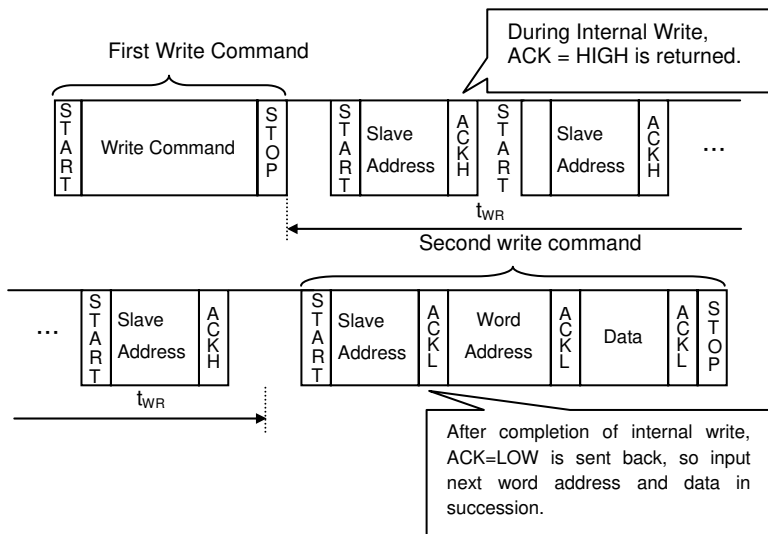 During Internal Write,
ACK = HIGH is returned.
First Write Command
START
Write Command
STOP
START
Slave
Address
ACKH
START
Slave
Address
ACKH
...
tWR
Second write command
...
START
Slave
Address
ACKH
START
Slave
Address
ACKL
Word
Address
ACKL
Data
ACKL
STOP
tWR
After completion of internal write,
ACK=LOW is sent back, so input
next word address and data in
succession.